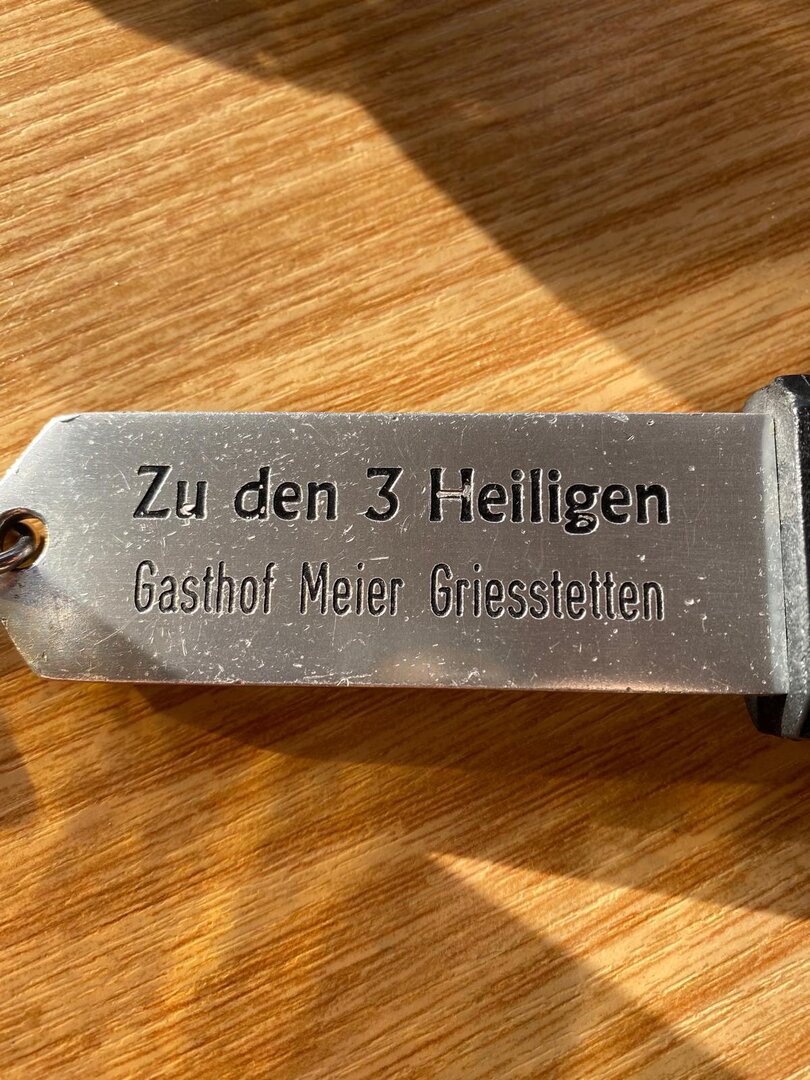 Zu den 3 Heiligen
Gasthof Meier Griesstetten